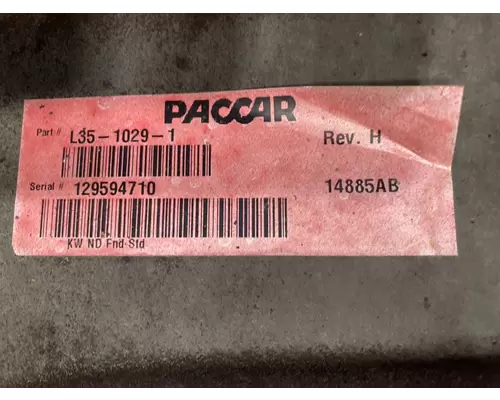 PACCAR
Part # L35-1029-1 Rev. H
Serial # 129594710 14885AB
KW ND Fnd-Std